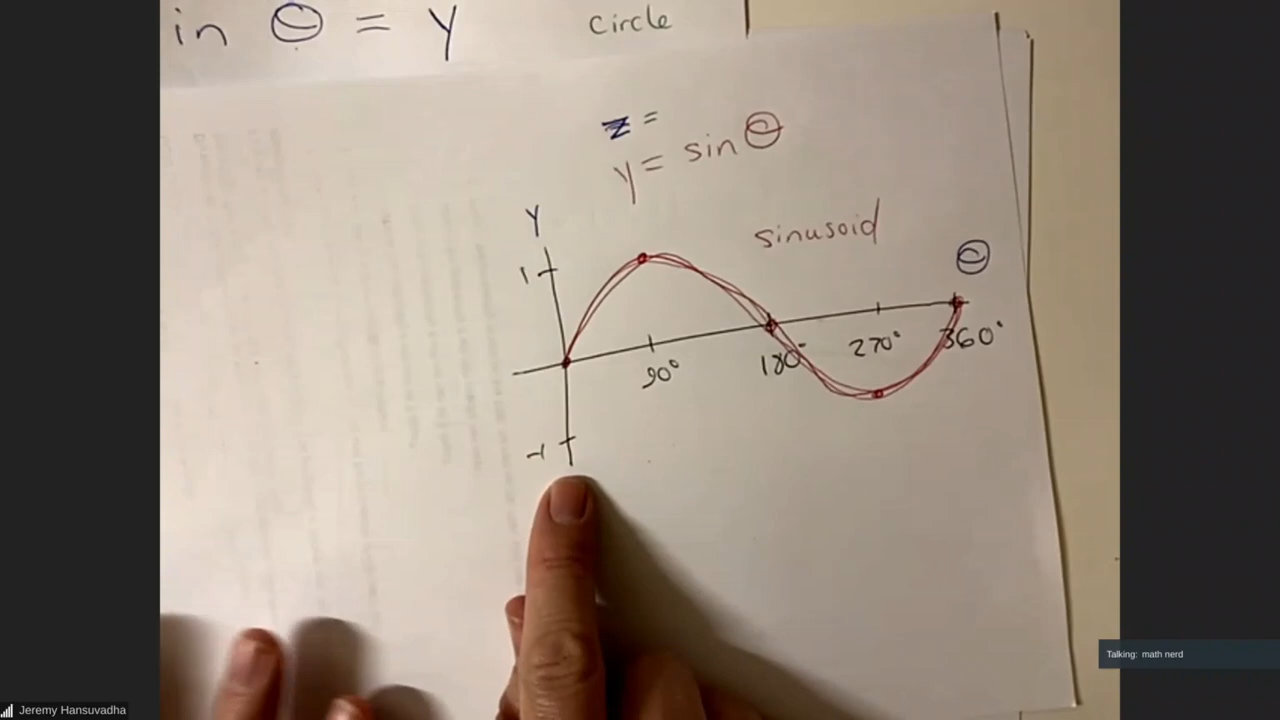 in Θ = y
Circle
z =
y = sin Θ
Y
sinusoid
Θ
1
90°
180°
270°
360°
-1
Talking: math nerd
Jeremy Hansuvadha